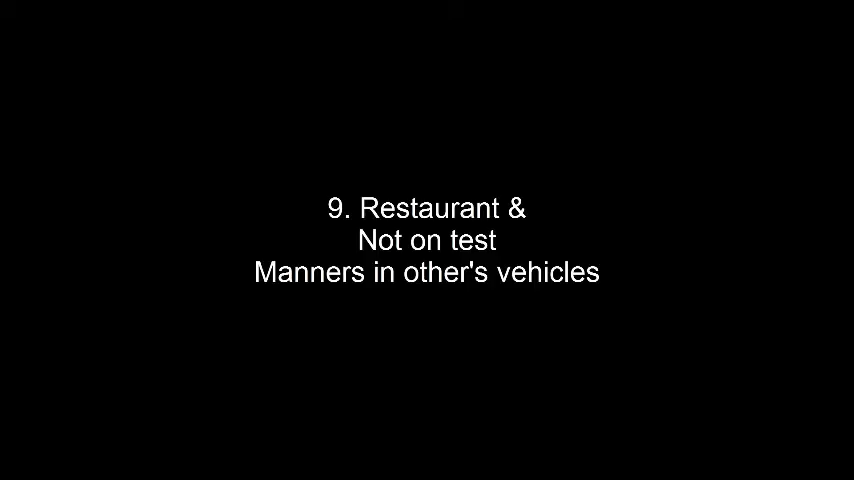 9. Restaurant &
Not on test
Manners in other's vehicles